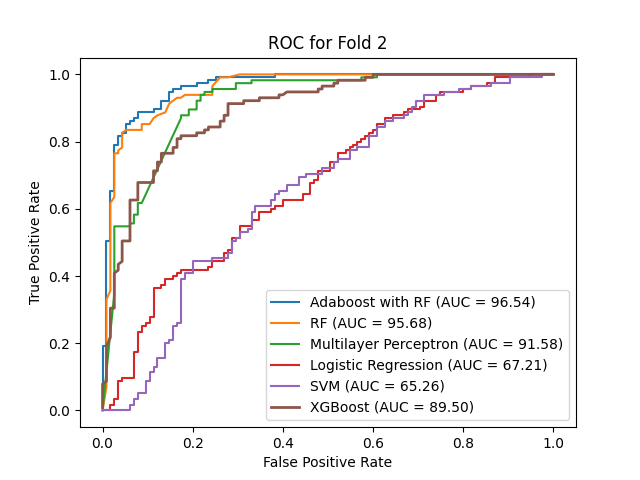 ROC for Fold 2
True Positive Rate
1.0
0.8
0.6
0.4
0.2
0.0
Adaboost with RF (AUC = 96.54)
RF (AUC = 95.68)
Multilayer Perceptron (AUC = 91.58)
Logistic Regression (AUC = 67.21)
SVM (AUC = 65.26)
XGBoost (AUC = 89.50)
0.0 0.2 0.4 0.6 0.8 1.0
False Positive Rate